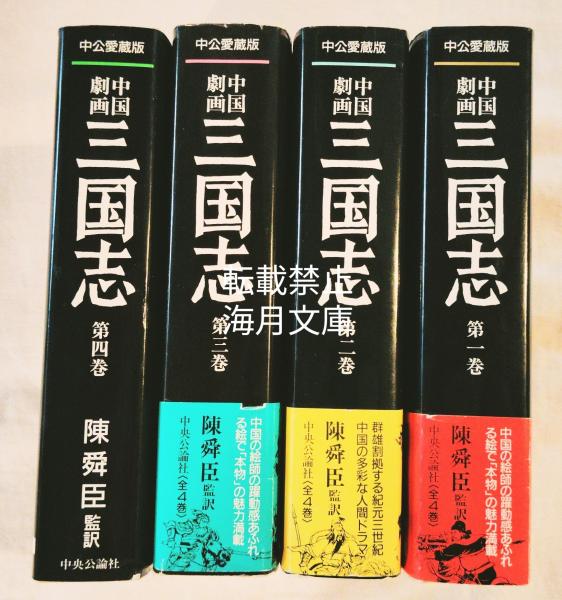 中公愛蔵版
中国
劇画
三国志
第四巻
陳舜臣監訳
中央公論社
中公愛蔵版
中国
劇画
三国志
第三巻
中国の絵師の躍動感あふれ
る絵で「本物」の魅力満載
陳舜臣監訳
中央公論社〈全4巻〉
中公愛蔵版
中国
劇画
三国志
第二巻
群雄割拠する紀元三世紀
中国の多彩な人間ドラマ
陳舜臣監訳
中央公論社〈全4巻〉
中公愛蔵版
中国
劇画
三国志
第一巻
中国の絵師の躍動感あふれ
る絵で「本物」の魅力満載
陳舜臣監訳
中央公論社〈全4巻〉
転載禁止
海月文庫